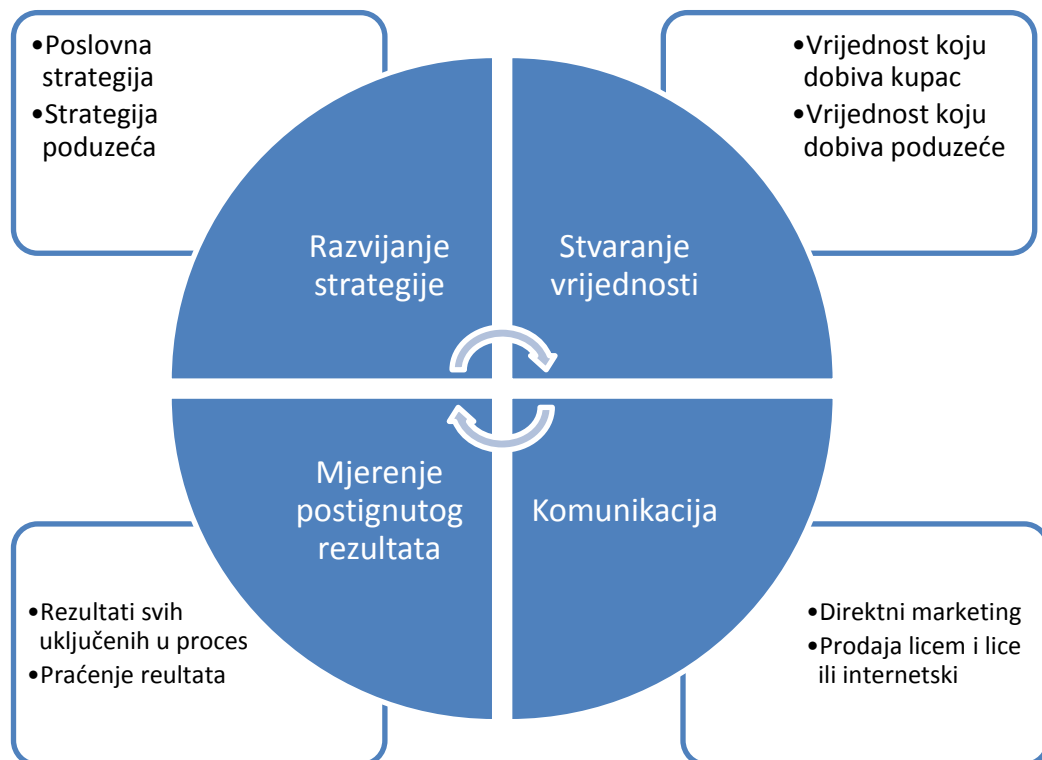 •Poslovna
strategija
•Strategija
poduzeća
•Vrijednost koju
dobiva kupac
•Vrijednost koju
dobiva poduzeće
Razvijanje
strategije
Stvaranje
vrijednosti
Mjerenje
postignutog
rezultata
Komunikacija
•Rezultati svih
uključenih u proces
•Praćenje reultata
•Direktni marketing
•Prodaja licem i lice
ili internetski